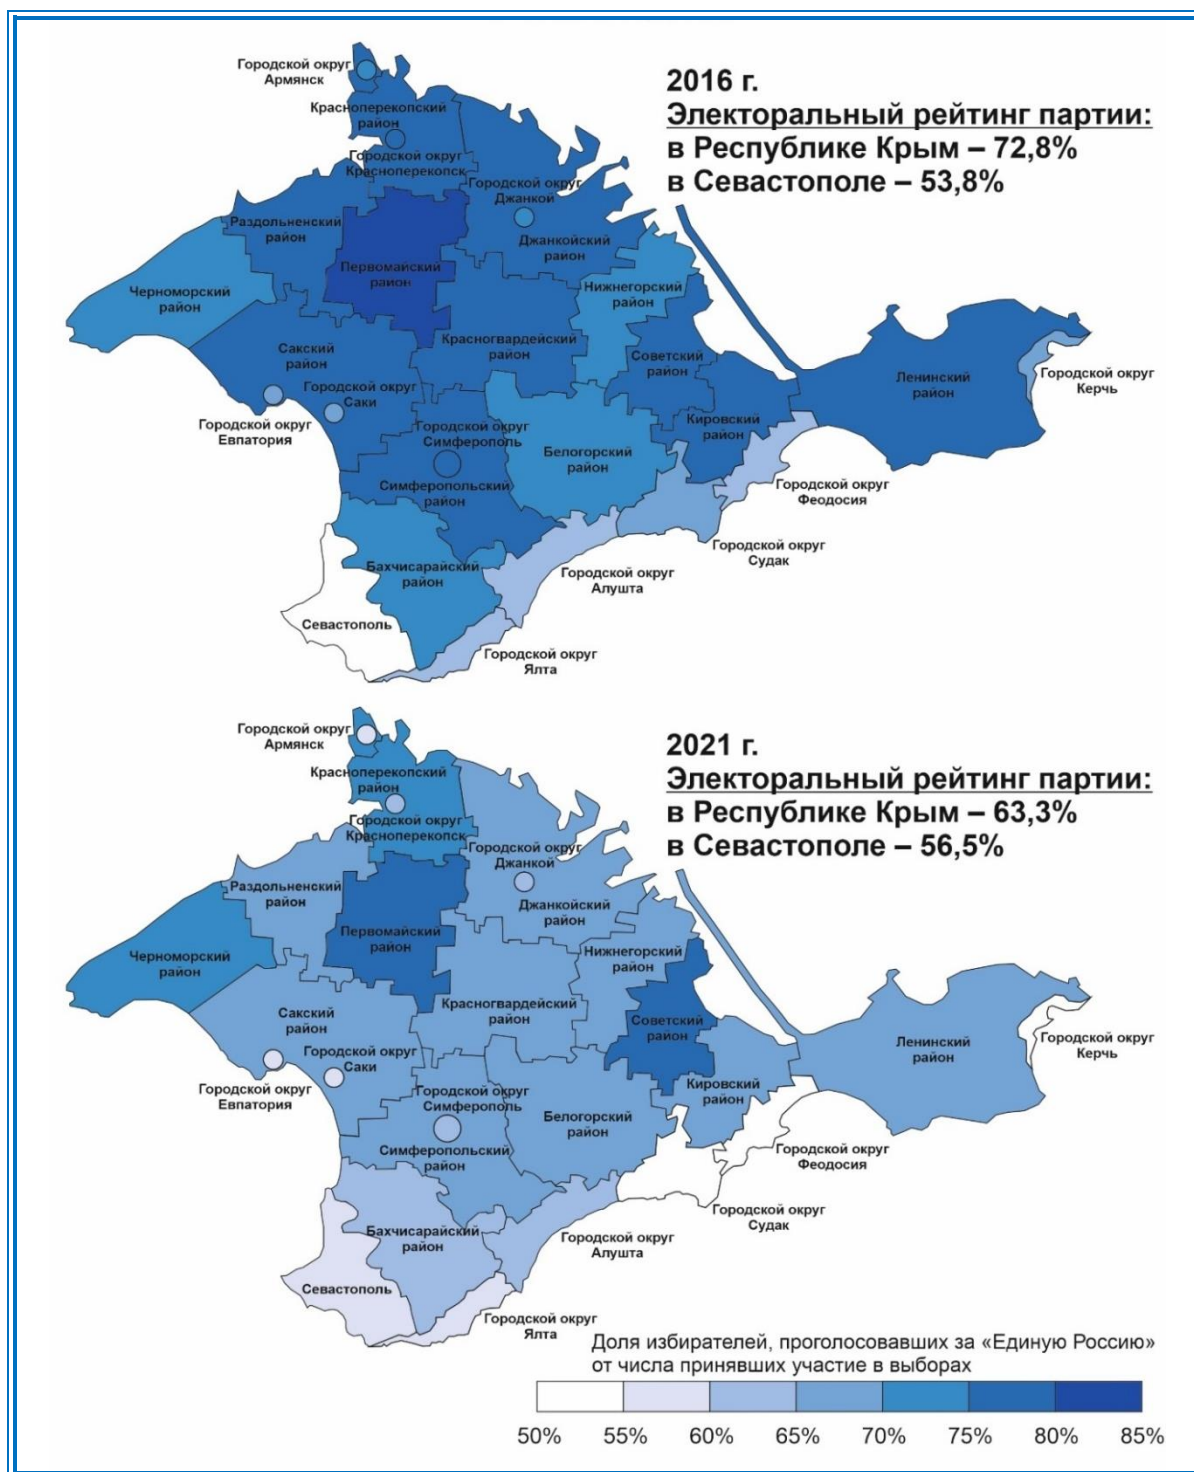 Городской округ
Армянск
Красноперекопский
район
Городской округ
Красноперекопск
Городской округ
Джанкой
Джанкойский
район
Раздольненский
район
Первомайский
район
Черноморский
район
Нижнегорский
район
Красногвардейский
район
Сакский
район
Советский
район
Ленинский
район
Городской округ
Керчь
Городской округ
Саки
Городской округ
Евпатория
Городской округ
Симферополь
Кировский
район
Белогорский
район
Симферопольский
район
Городской округ
Феодосия
Городской округ
Судак
Бахчисарайский
район
Городской округ
Алушта
Севастополь
Городской округ
Ялта
2016 г.
Электоральный рейтинг партии:
в Республике Крым – 72,8%
в Севастополе – 53,8%
Городской округ
Армянск
Красноперекопский
район
Городской округ
Красноперекопск
Городской округ
Джанкой
Джанкойский
район
Раздольненский
район
Первомайский
район
Черноморский
район
Нижнегорский
район
Красногвардейский
район
Сакский
район
Советский
район
Ленинский
район
Городской округ
Керчь
Городской округ
Саки
Городской округ
Евпатория
Городской округ
Симферополь
Кировский
район
Белогорский
район
Симферопольский
район
Городской округ
Феодосия
Городской округ
Судак
Бахчисарайский
район
Городской округ
Алушта
Севастополь
Городской округ
Ялта
2021 г.
Электоральный рейтинг партии:
в Республике Крым – 63,3%
в Севастополе – 56,5%
Доля избирателей, проголосовавших за «Единую Россию»
от числа принявших участие в выборах
50% 55% 60% 65% 70% 75% 80% 85%